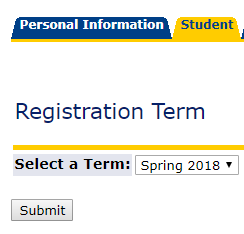 Personal Information Student
Registration Term
Select a Term: Spring 2018
Submit